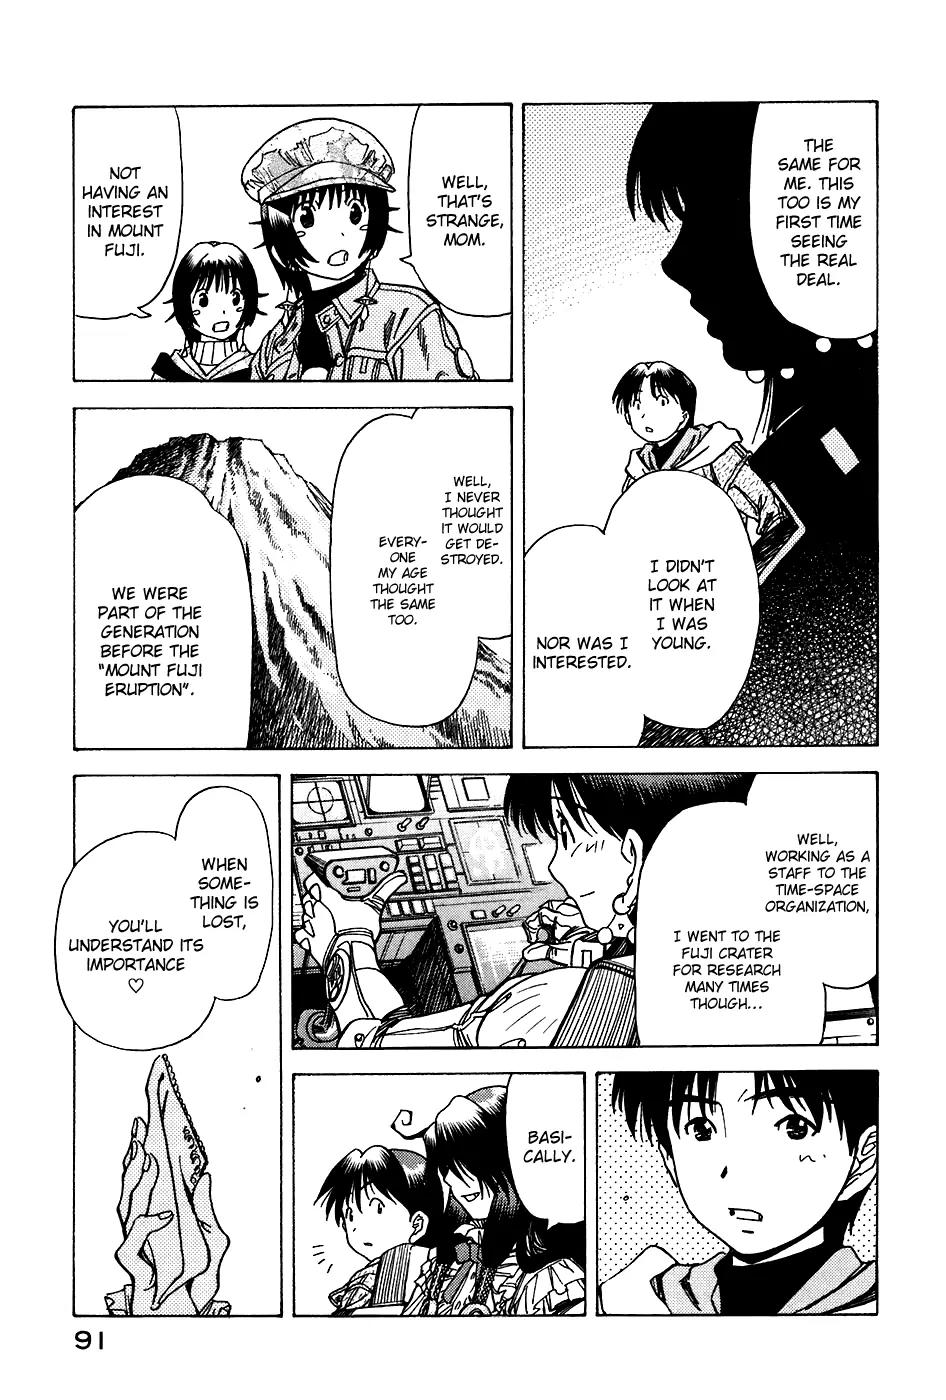 THE
SAME FOR
ME. THIS
TOO IS MY
FIRST TIME
SEEING
THE REAL
DEAL.
I DIDN'T
LOOK AT
IT WHEN
I WAS
YOUNG.
NOR WAS I
INTERESTED.
WELL,
THAT'S
STRANGE,
MOM.
NOT
HAVING AN
INTEREST
IN MOUNT
FUJI.
WELL,
I NEVER
THOUGHT
IT WOULD
GET DE-
STROYED.
EVERY-
ONE
MY AGE
THOUGHT
THE SAME
TOO.
WE WERE
PART OF THE
GENERATION
BEFORE THE
"MOUNT FUJI
ERUPTION".
WELL,
WORKING AS A
STAFF TO THE
TIME-SPACE
ORGANIZATION,
I WENT TO THE
FUJI CRATER
FOR RESEARCH
MANY TIMES
THOUGH...
WHEN
SOME-
THING IS
LOST,
YOU'LL
UNDERSTAND ITS
IMPORTANCE
♡
BASI-
CALLY.
91